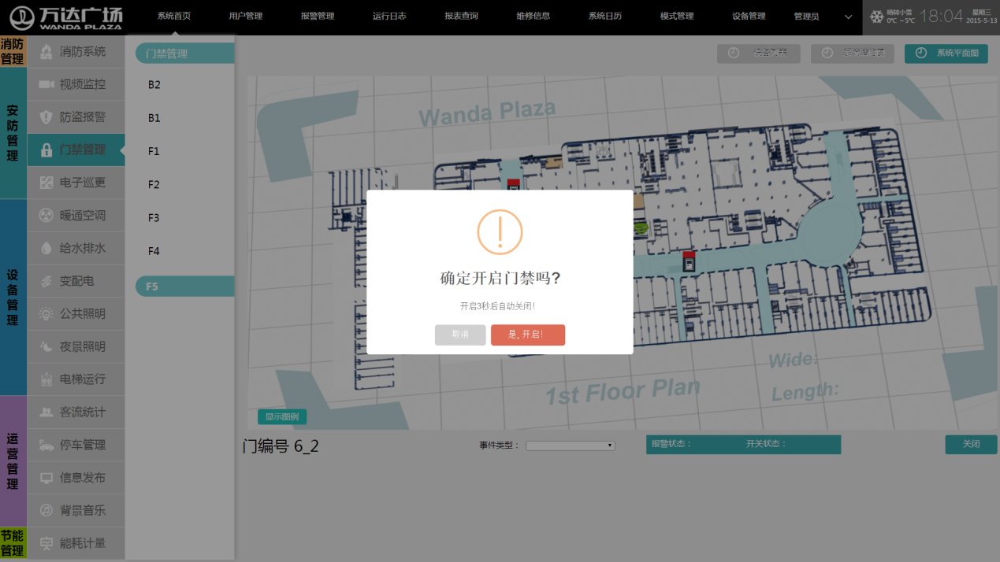 万达广场
WANDA PLAZA
系统首页
用户管理
报警管理
运行日志
报表查询
维修信息
系统日历
模式管理
设备管理
管理员
晴转小雪
0℃ ~5℃
18:04
星期三
2015-5-13
消防管理
安防管理
设备管理
运营管理
节能管理
消防系统
视频监控
防盗报警
门禁管理
电子巡更
暖通空调
给水排水
变配电
公共照明
夜景照明
电梯运行
客流统计
停车管理
信息发布
背景音乐
能耗计量
门禁管理
B2
B1
F1
F2
F3
F4
F5
设备列表
系统平面图
Wanda Plaza
确定开启门禁吗?
开启3秒后自动关闭!
取消
是, 开启!
Wide:
Length:
1st Floor Plan
显示图例
门编号 6_2
事件类型：
报警状态：
开关状态：
关闭